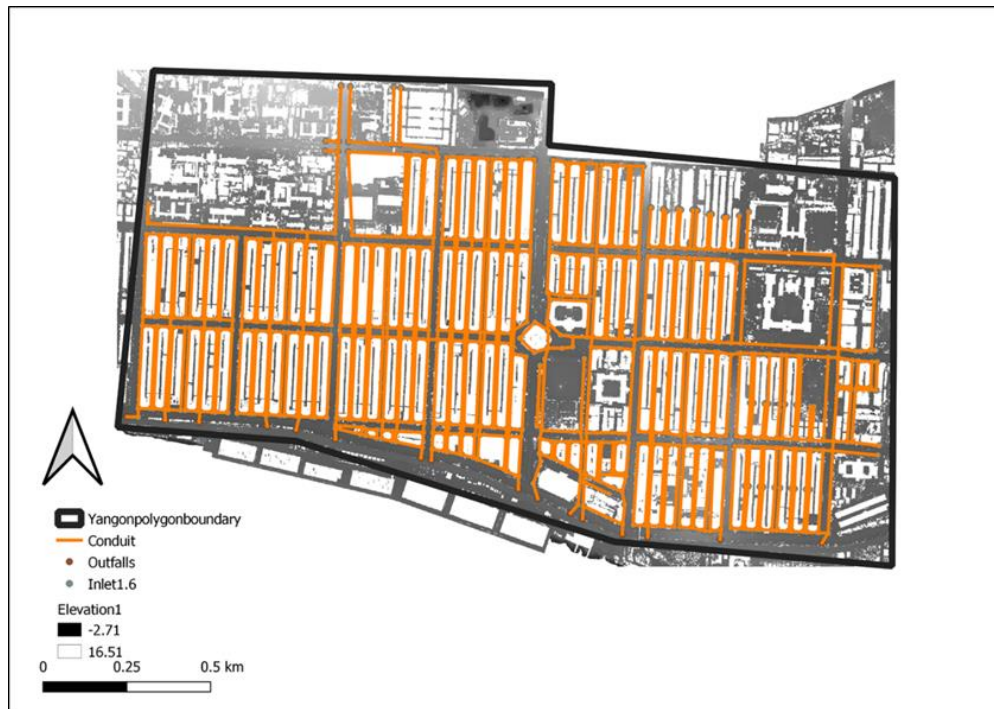 Yangonpolygonboundary
Conduit
Outfalls
Inlet1.6
Elevation1
-2.71
16.51
0 0.25 0.5 km